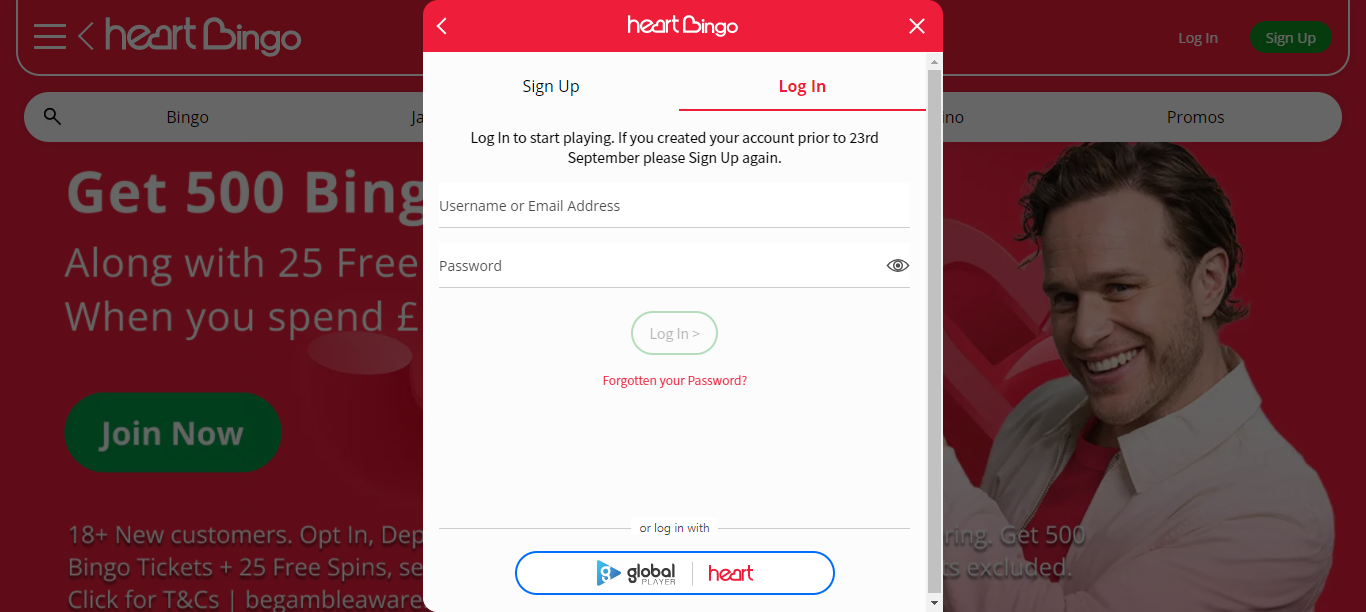 heart Bingo
Log In
Sign Up
Bingo
Ja
ino
Promos
Get 500 Bing
Along with 25 Free
When you spend £
Join Now
18+ New customers. Opt In, Dep
ring. Get 500
Bingo Tickets + 25 Free Spins, se
ts excluded.
Click for T&Cs | begambleaware
heart Bingo
Sign Up
Log In
Log In to start playing. If you created your account prior to 23rd
September please Sign Up again.
Username or Email Address
Password
Log In >
Forgotten your Password?
or log in with
global PLAYER
heart